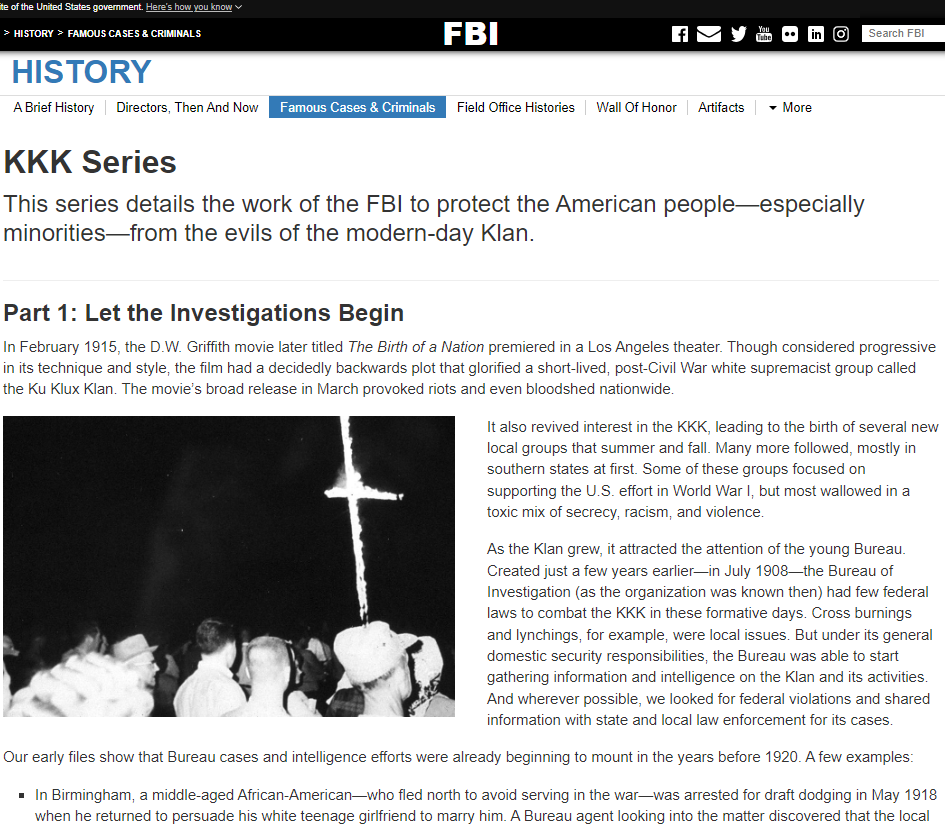 te of the United States government. Here's how you know
> HISTORY > FAMOUS CASES & CRIMINALS
FBI
You
Tube
in
Search FBI
HISTORY
A Brief History
Directors, Then And Now
Famous Cases & Criminals
Field Office Histories
Wall Of Honor
Artifacts
More
KKK Series
This series details the work of the FBI to protect the American people—especially
minorities—from the evils of the modern-day Klan.
Part 1: Let the Investigations Begin
In February 1915, the D.W. Griffith movie later titled The Birth of a Nation premiered in a Los Angeles theater. Though considered progressive
in its technique and style, the film had a decidedly backwards plot that glorified a short-lived, post-Civil War white supremacist group called
the Ku Klux Klan. The movie's broad release in March provoked riots and even bloodshed nationwide.
It also revived interest in the KKK, leading to the birth of several new
local groups that summer and fall. Many more followed, mostly in
southern states at first. Some of these groups focused on
supporting the U.S. effort in World War I, but most wallowed in a
toxic mix of secrecy, racism, and violence.
As the Klan grew, it attracted the attention of the young Bureau.
Created just a few years earlier—in July 1908—the Bureau of
Investigation (as the organization was known then) had few federal
laws to combat the KKK in these formative days. Cross burnings
and lynchings, for example, were local issues. But under its general
domestic security responsibilities, the Bureau was able to start
gathering information and intelligence on the Klan and its activities.
And wherever possible, we looked for federal violations and shared
information with state and local law enforcement for its cases.
Our early files show that Bureau cases and intelligence efforts were already beginning to mount in the years before 1920. A few examples:
In Birmingham, a middle-aged African-American—who fled north to avoid serving in the war—was arrested for draft dodging in May 1918
when he returned to persuade his white teenage girlfriend to marry him. A Bureau agent looking into the matter discovered that the local